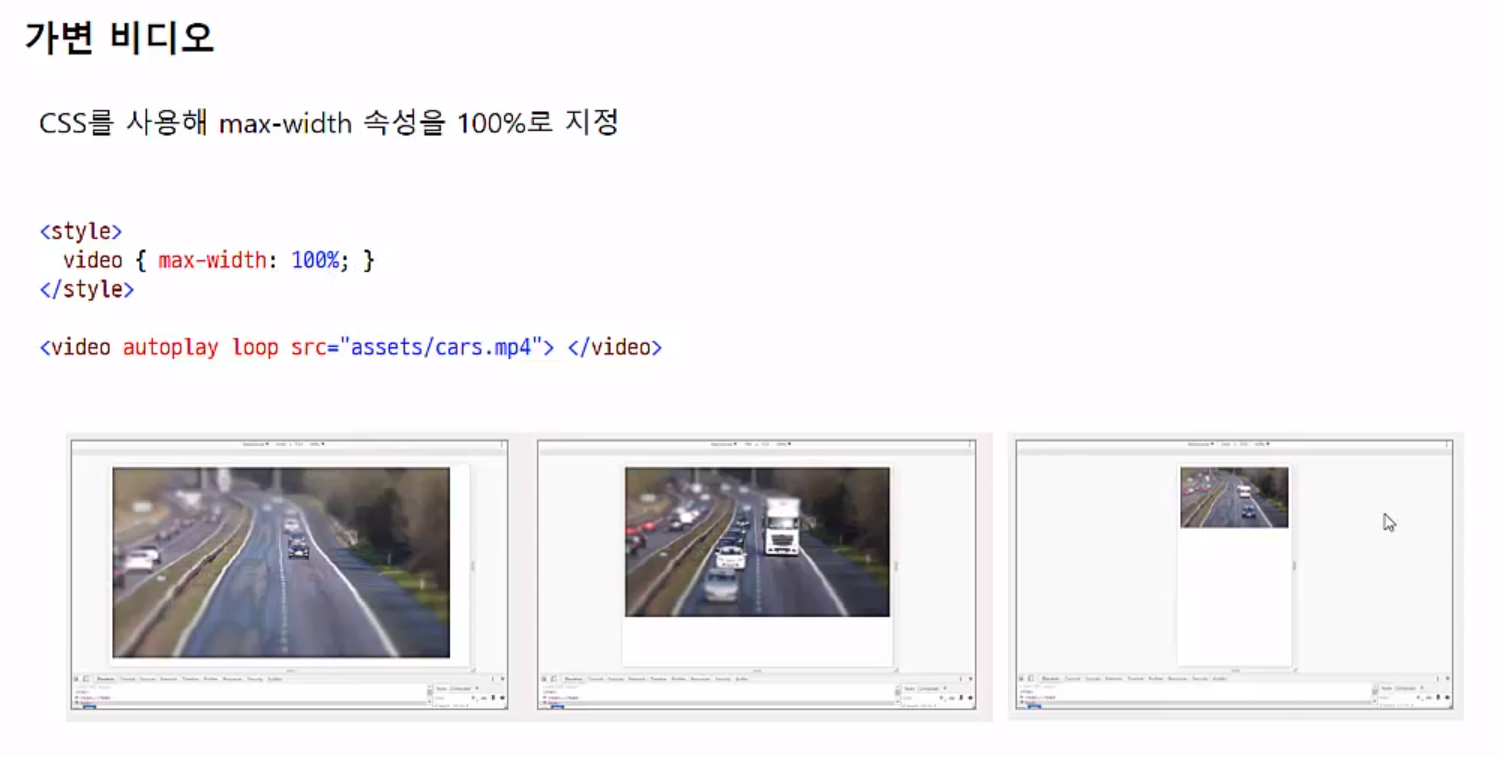 가변 비디오
CSS를 사용해 max-width 속성을 100%로 지정
<style>
video { max-width: 100%; }
</style>
<video autoplay loop src="assets/cars.mp4"> </video>